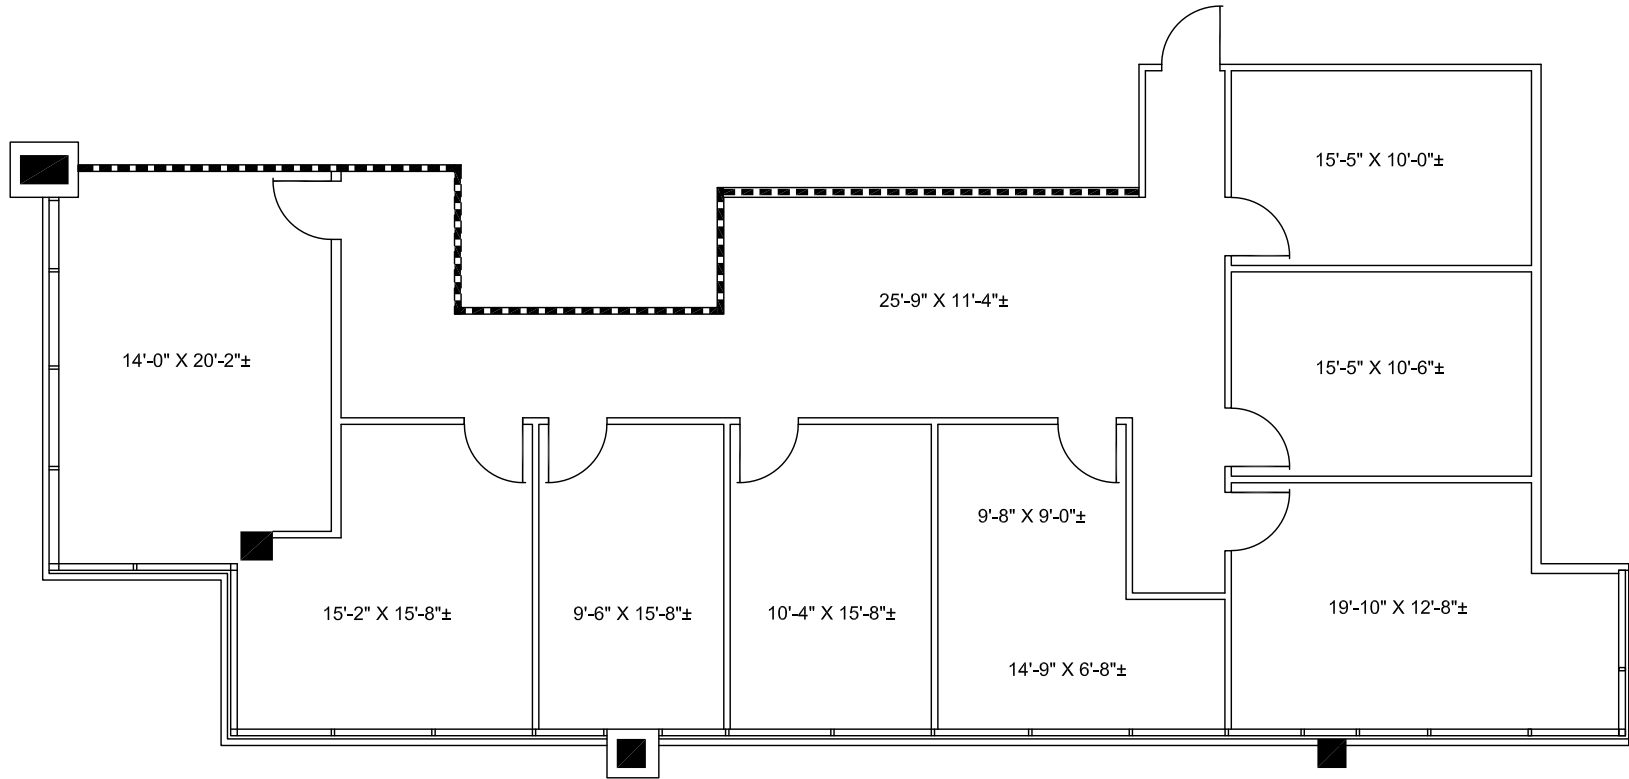 15'-5" X 10'-0"±
25'-9" X 11'-4"±
14'-0" X 20'-2"±
15'-5" X 10'-6"±
9'-8" X 9'-0"±
15'-2" X 15'-8"±
9'-6" X 15'-8"±
10'-4" X 15'-8"±
19'-10" X 12'-8"±
14'-9" X 6'-8"±